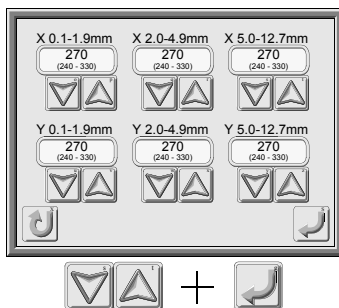 X 0.1-1.9mm X 2.0-4.9mm X 5.0-12.7mm
270 270 270
(240 - 330) (240 - 330) (240 - 330)
Y 0.1-1.9mm Y 2.0-4.9mm Y 5.0-12.7mm
270 270 270
(240 - 330) (240 - 330) (240 - 330)